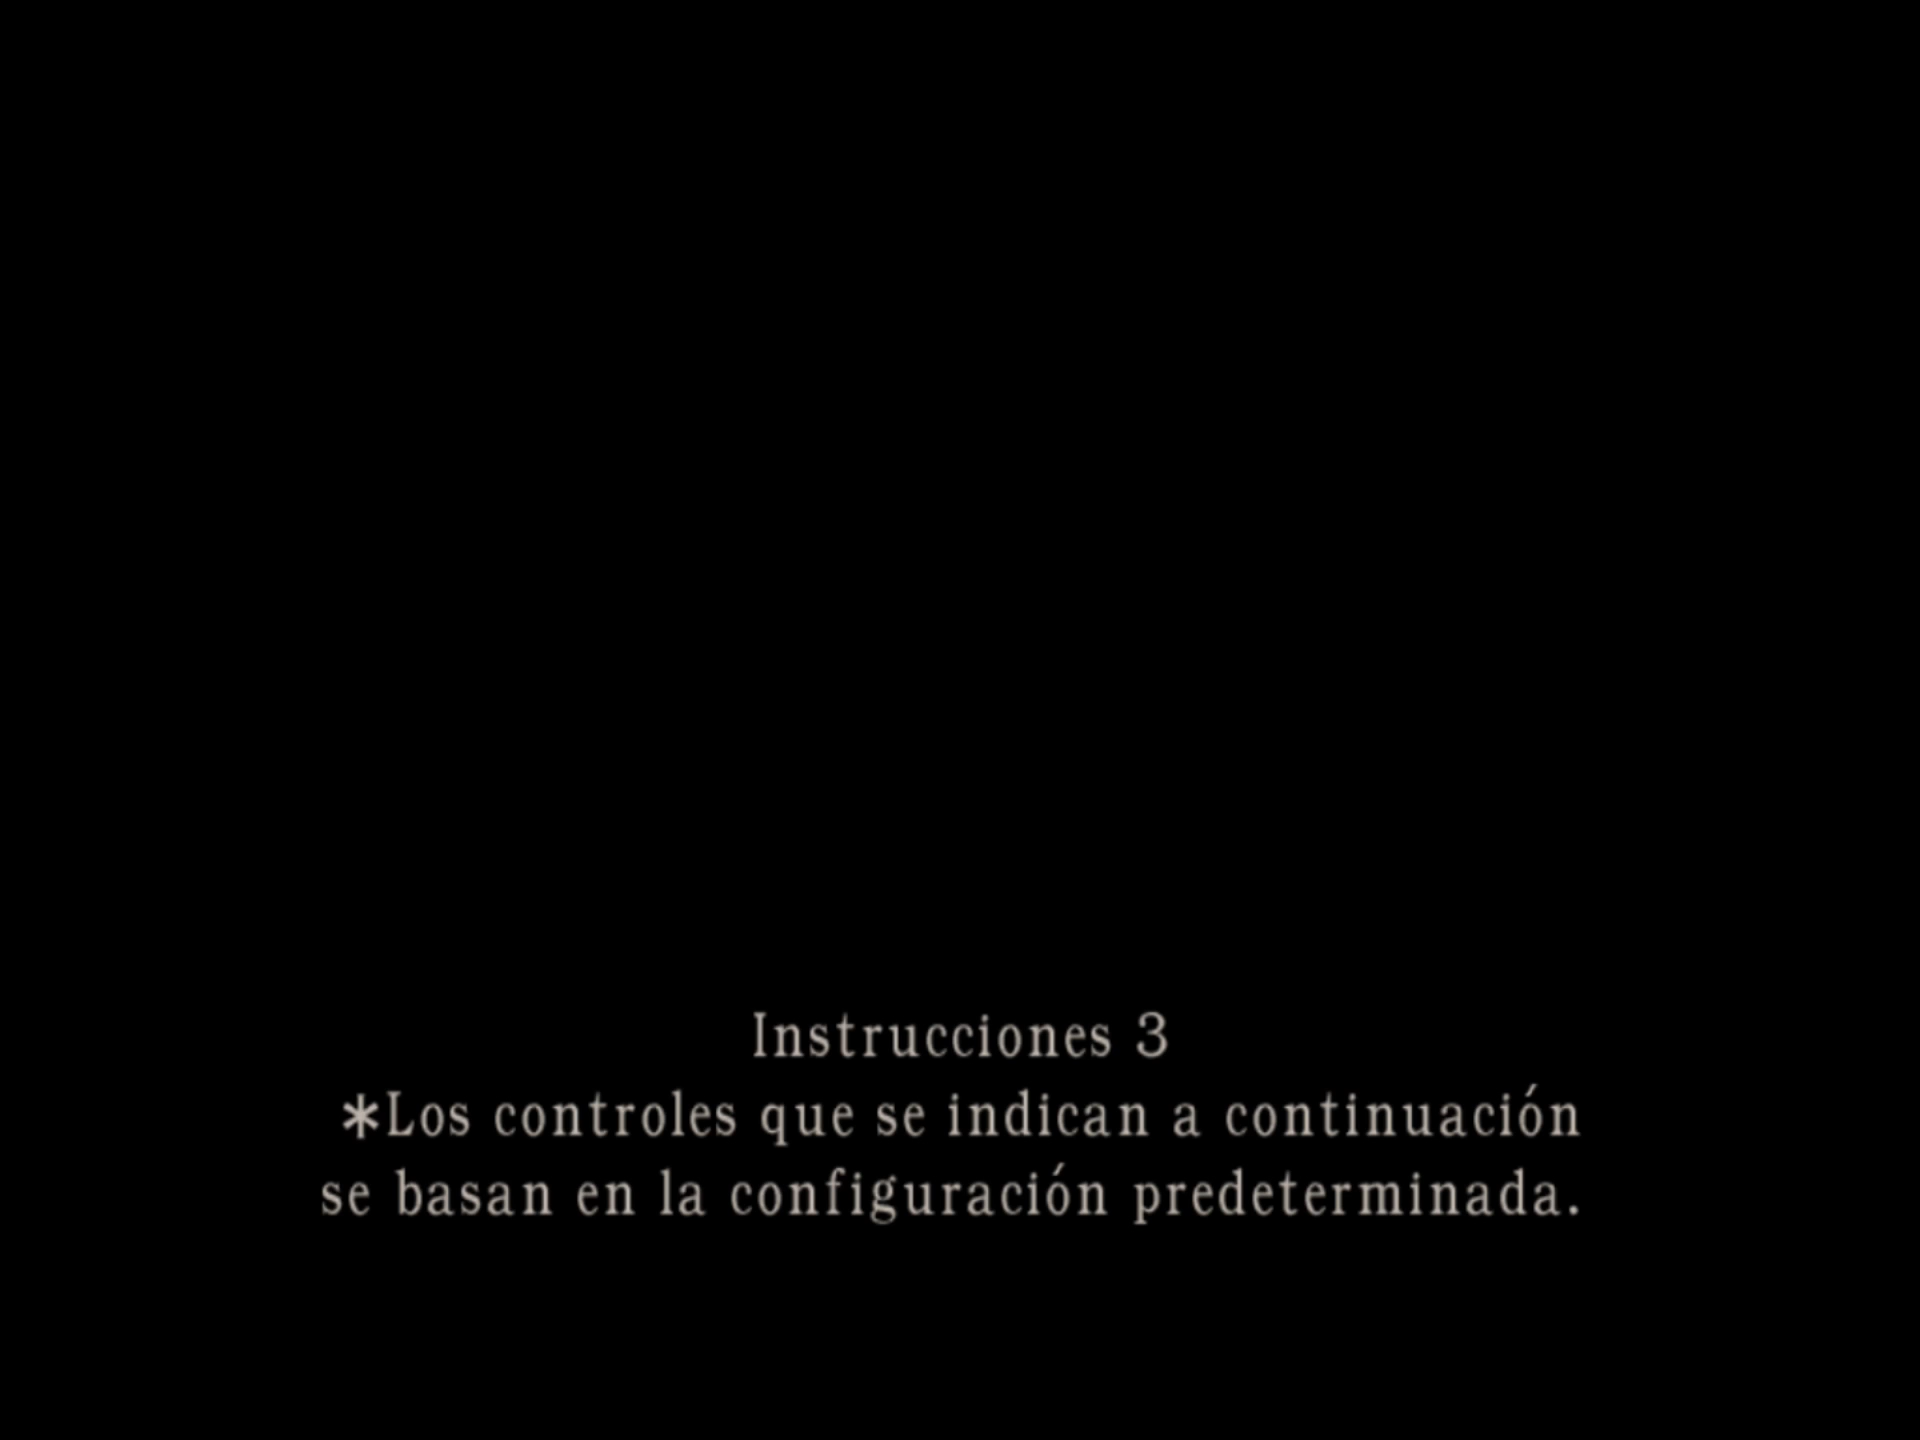 Instrucciones 3
∗Los controles que se indican a continuación
se basan en la configuración predeterminada.